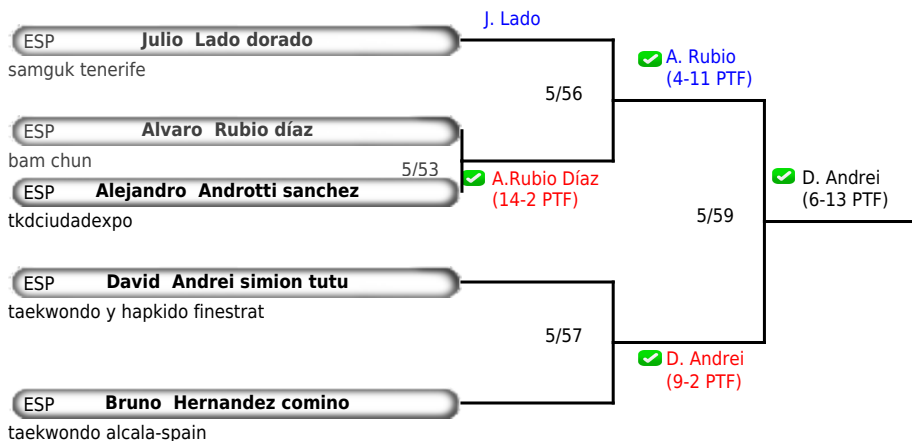 J. Lado
ESP Julio Lado dorado
samguk tenerife
5/56
A. Rubio
(4-11 PTF)
ESP Alvaro Rubio díaz
bam chun
5/53
A.Rubio Díaz
(14-2 PTF)
ESP Alejandro Androtti sanchez
tkdciudadexpo
D. Andrei
(6-13 PTF)
5/59
ESP David Andrei simion tutu
taekwondo y hapkido finestrat
5/57
D. Andrei
(9-2 PTF)
ESP Bruno Hernandez comino
taekwondo alcala-spain